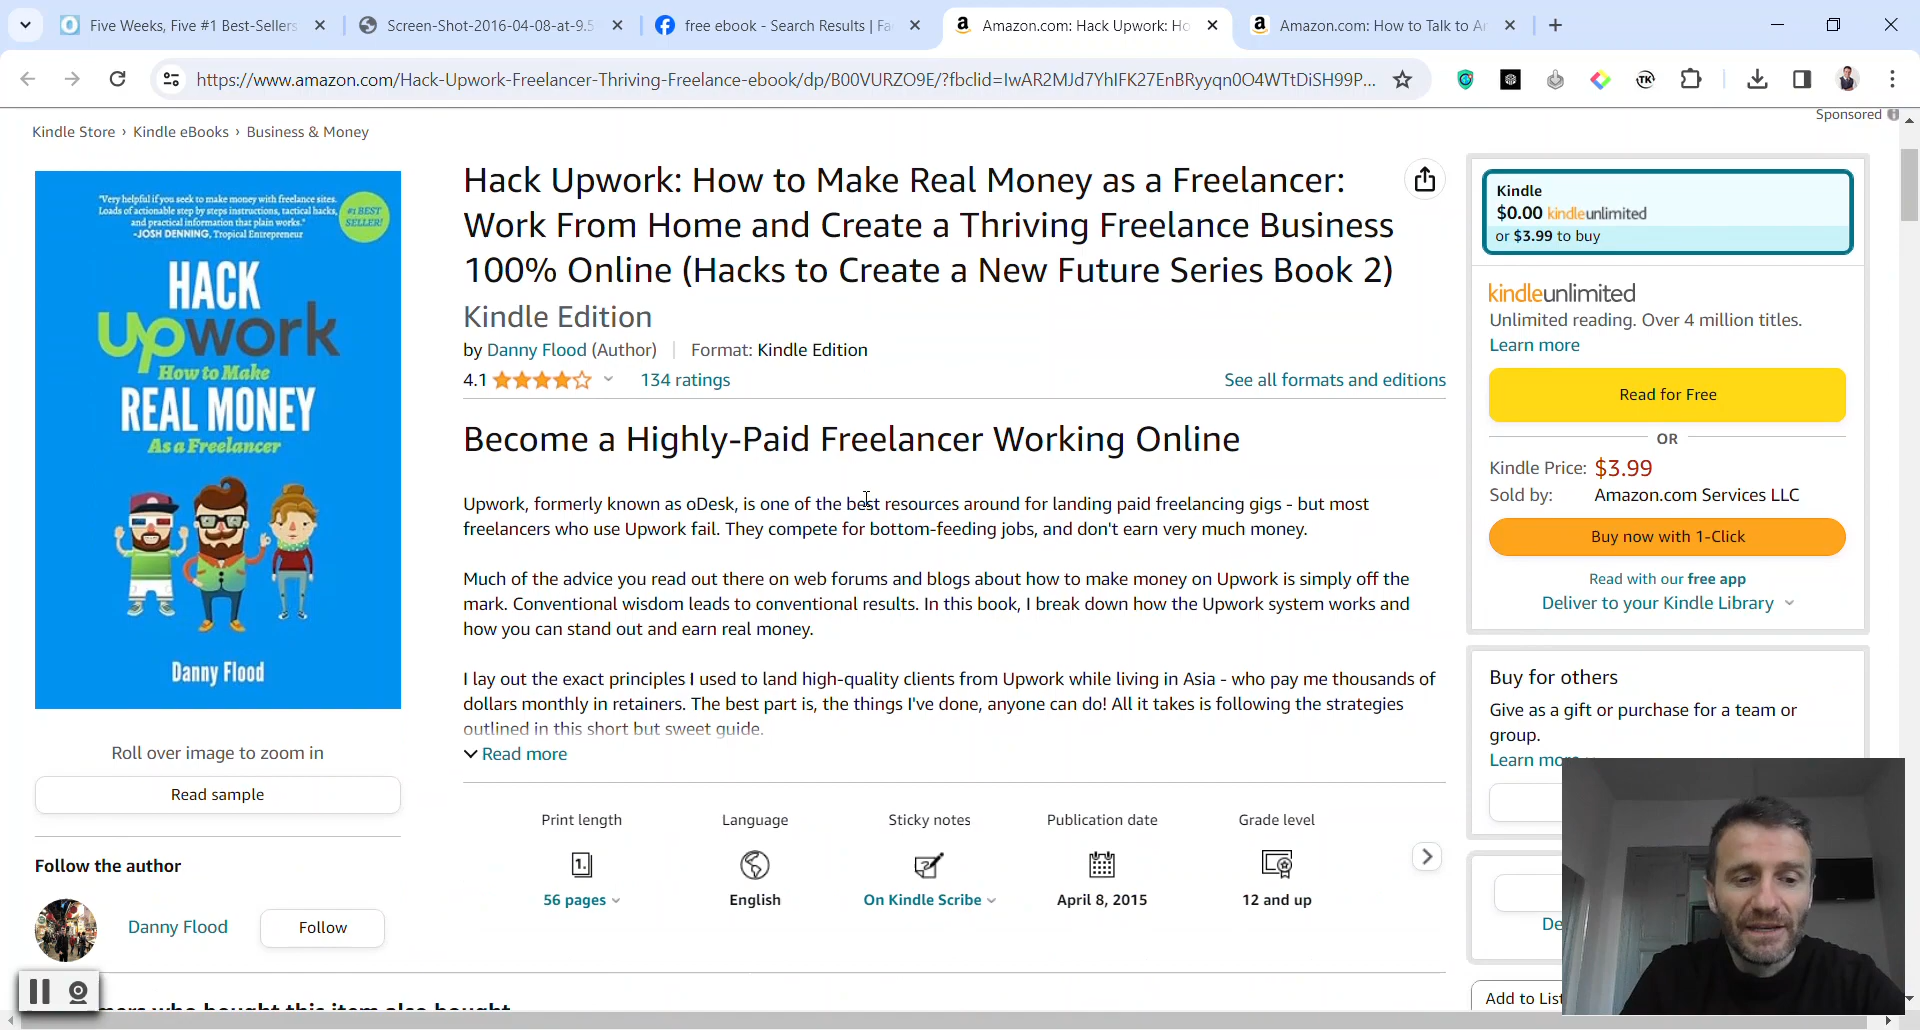 Five Weeks, Five #1 Best-Sellers
Screen-Shot-2016-04-08-at-9.5
free ebook - Search Results | Fa
Amazon.com: Hack Upwork: Ho
Amazon.com: How to Talk to Ar
https://www.amazon.com/Hack-Upwork-Freelancer-Thriving-Freelance-ebook/dp/B00VURZO9E/?fbclid=IwAR2MJd7YhIFK27EnBRyyqn0O4WTtDiSH99P...
Sponsored
Kindle Store › Kindle eBooks › Business & Money
"Very helpful if you seek to make money with freelance sites.
Loads of actionable step by steps instructions, tactical hacks,
and practical information that plain works."
-JOSH DENNING, Tropical Entrepreneur
#1 BEST
SELLER!
HACK
upwork
How to Make
REAL MONEY
As a Freelancer
Danny Flood
Roll over image to zoom in
Read sample
Follow the author
Danny Flood
Follow
Hack Upwork: How to Make Real Money as a Freelancer:
Work From Home and Create a Thriving Freelance Business
100% Online (Hacks to Create a New Future Series Book 2)
Kindle Edition
by Danny Flood (Author) | Format: Kindle Edition
4.1 134 ratings
See all formats and editions
Become a Highly-Paid Freelancer Working Online
Upwork, formerly known as oDesk, is one of the best resources around for landing paid freelancing gigs - but most
freelancers who use Upwork fail. They compete for bottom-feeding jobs, and don't earn very much money.
Much of the advice you read out there on web forums and blogs about how to make money on Upwork is simply off the
mark. Conventional wisdom leads to conventional results. In this book, I break down how the Upwork system works and
how you can stand out and earn real money.
I lay out the exact principles I used to land high-quality clients from Upwork while living in Asia - who pay me thousands of
dollars monthly in retainers. The best part is, the things I've done, anyone can do! All it takes is following the strategies
outlined in this short but sweet guide.
Read more
Print length
1.
56 pages
Language
English
Sticky notes
On Kindle Scribe
Publication date
April 8, 2015
Grade level
12 and up
mers who bought this item also bought
Kindle
$0.00 kindleunlimited
or $3.99 to buy
kindleunlimited
Unlimited reading. Over 4 million titles.
Learn more
Read for Free
OR
Kindle Price: $3.99
Sold by: Amazon.com Services LLC
Buy now with 1-Click
Read with our free app
Deliver to your Kindle Library
Buy for others
Give as a gift or purchase for a team or
group.
Learn more
De
Add to List
TK